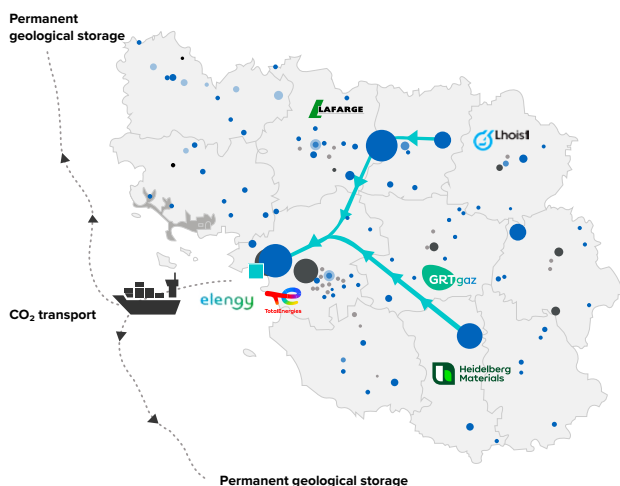 Permanent
geological storage
LAFARGE
Lhoist
GRTgaz
elengy
TotalEnergies
CO₂ transport
Heidelberg
Materials
Permanent geological storage